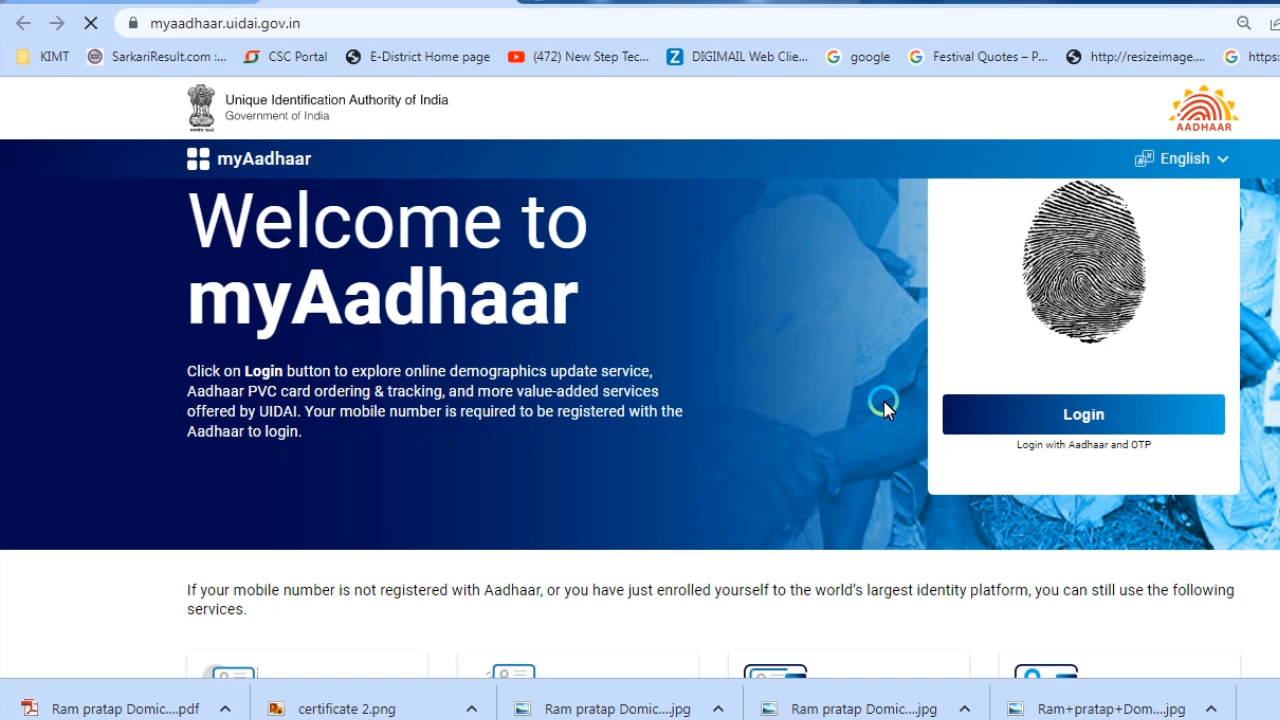 myaadhaar.uidai.gov.in
KIMT SarkariResult.com :... CSC Portal E-District Home page (472) New Step Tec... DIGIMAIL Web Clie... google Festival Quotes – P... http://resizeimage.... https:
Unique Identification Authority of India
Government of India
AADHAAR
myAadhaar English
Welcome to
myAadhaar
Click on Login button to explore online demographics update service,
Aadhaar PVC card ordering & tracking, and more value-added services
offered by UIDAI. Your mobile number is required to be registered with the
Aadhaar to login.
Login
Login with Aadhaar and OTP
If your mobile number is not registered with Aadhaar, or you have just enrolled yourself to the world's largest identity platform, you can still use the following
services.
Ram pratap Domic....pdf certificate 2.png Ram pratap Domic....jpg Ram pratap Domic....jpg Ram+pratap+Dom....jpg